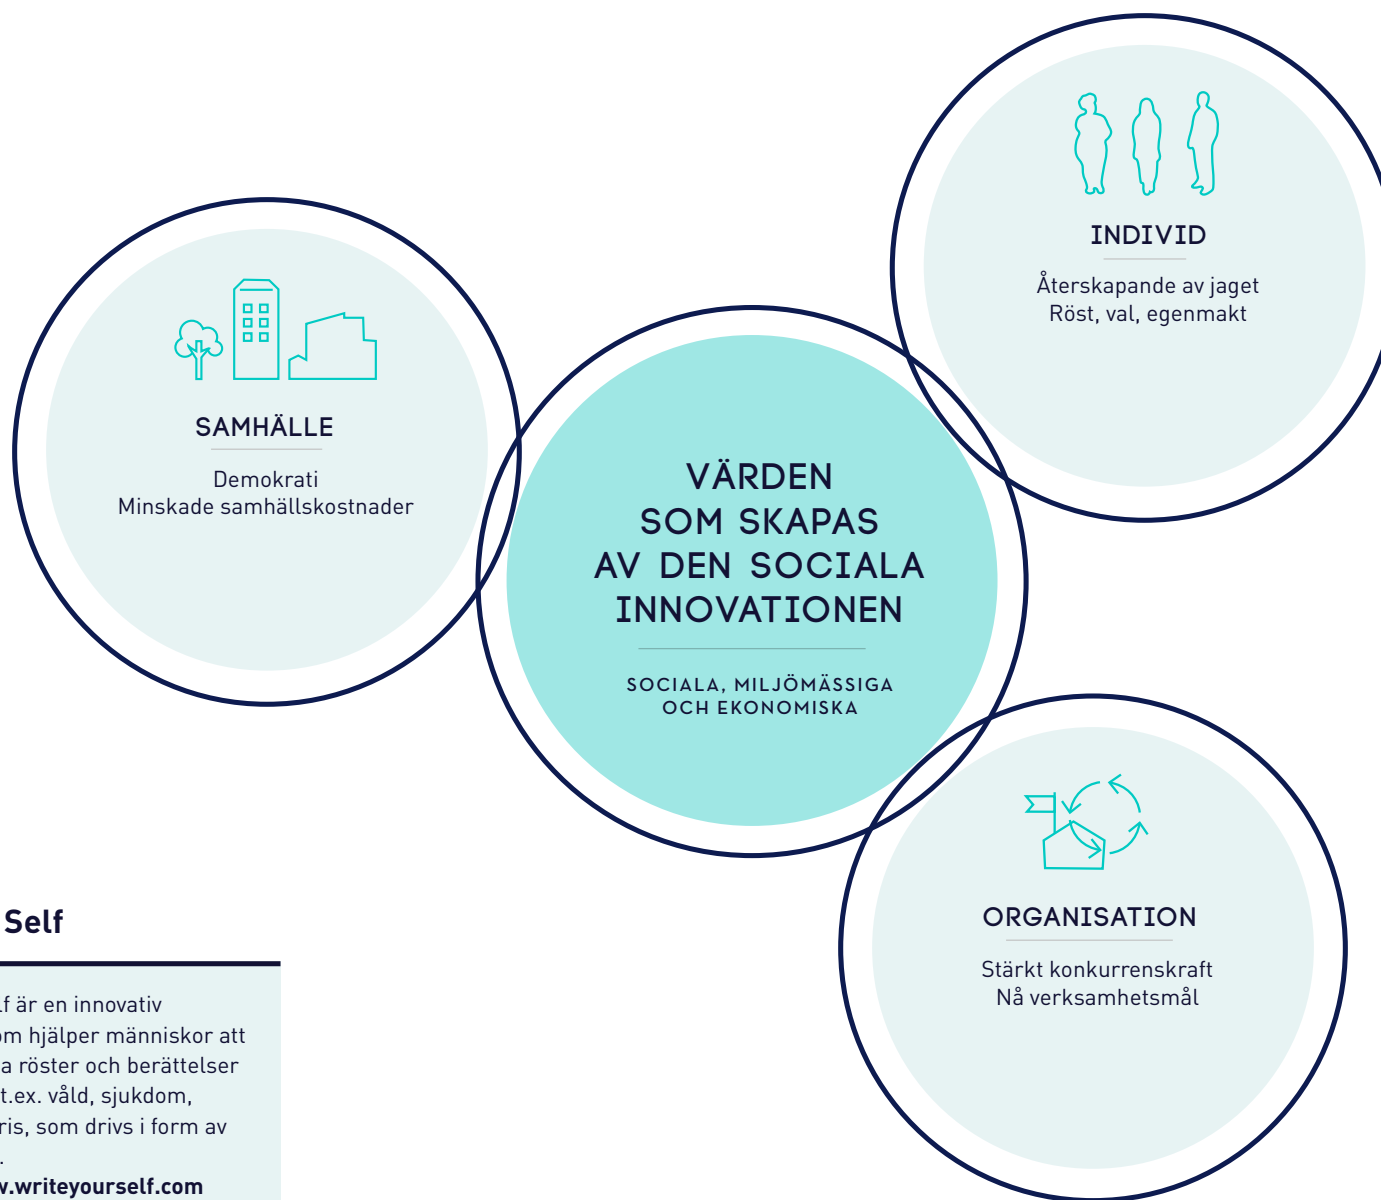 INDIVID
Återskapande av jaget
Röst, val, egenmakt
SAMHÄLLE
Demokrati
Minskade samhällskostnader
VÄRDEN
SOM SKAPAS
AV DEN SOCIALA
INNOVATIONEN
SOCIALA, MILJÖMÄSSIGA
OCH EKONOMISKA
ORGANISATION
Stärkt konkurrenskraft
Nå verksamhetsmål
Self
är en innovativ
hjälper människor att
röster och berättelser
t.ex. våld, sjukdom,
som drivs i form av
.writeyourself.com